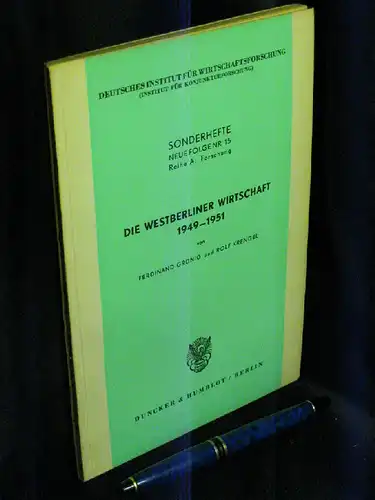 DEUTSCHES INSTITUT FÜR WIRTSCHAFTSFORSCHUNG
(INSTITUT FÜR KONJUNKTURFORSCHUNG)
SONDERHEFTE
NEUE FOLGE NR 15
Reihe A: Forschung
DIE WESTBERLINER WIRTSCHAFT
1949–1951
von
FERDINAND GRÜNIG und ROLF KRENGEL
DUNCKER & HUMBLOT / BERLIN